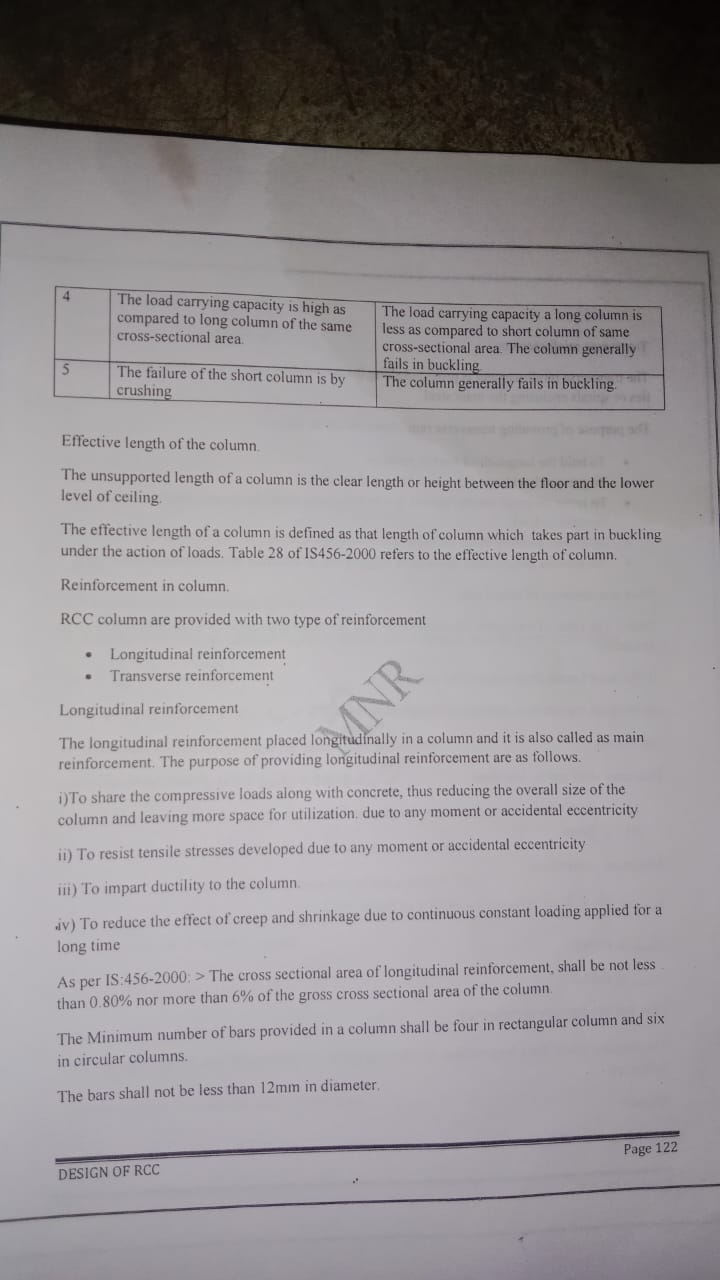 4
The load carrying capacity is high as
compared to long column of the same
cross-sectional area.
The load carrying capacity a long column is
less as compared to short column of same
cross-sectional area. The column generally
fails in buckling.
5
The failure of the short column is by
crushing
The column generally fails in buckling.
Effective length of the column.
The unsupported length of a column is the clear length or height between the floor and the lower
level of ceiling.
The effective length of a column is defined as that length of column which takes part in buckling
under the action of loads. Table 28 of IS456-2000 refers to the effective length of column.
Reinforcement in column.
RCC column are provided with two type of reinforcement
• Longitudinal reinforcement
• Transverse reinforcement
Longitudinal reinforcement
MNR
The longitudinal reinforcement placed longitudinally in a column and it is also called as main
reinforcement. The purpose of providing longitudinal reinforcement are as follows.
i)To share the compressive loads along with concrete, thus reducing the overall size of the
column and leaving more space for utilization. due to any moment or accidental eccentricity
ii) To resist tensile stresses developed due to any moment or accidental eccentricity
iii) To impart ductility to the column.
iv) To reduce the effect of creep and shrinkage due to continuous constant loading applied for a
long time
As per IS:456-2000: > The cross sectional area of longitudinal reinforcement, shall be not less
than 0.80% nor more than 6% of the gross cross sectional area of the column.
The Minimum number of bars provided in a column shall be four in rectangular column and six
in circular columns.
The bars shall not be less than 12mm in diameter.
DESIGN OF RCC
Page 122